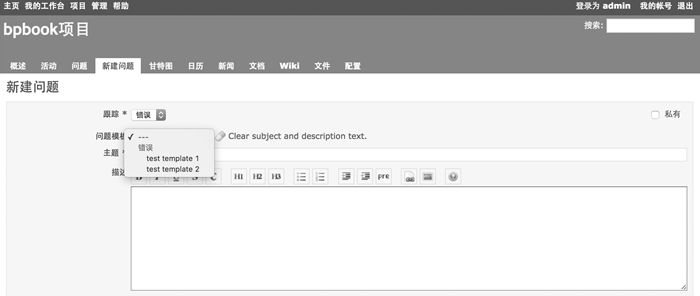 主页 我的工作台 项目 管理 帮助 登录为 admin 我的帐号 退出
bpbook项目 搜索:
概述 活动 问题 新建问题 甘特图 日历 新闻 文档 Wiki 文件 配置
新建问题
跟踪 * 错误 私有
问题模板 --- Clear subject and description text.
错误
主题 * test template 1
test template 2
描述 H1 H2 H3 pre